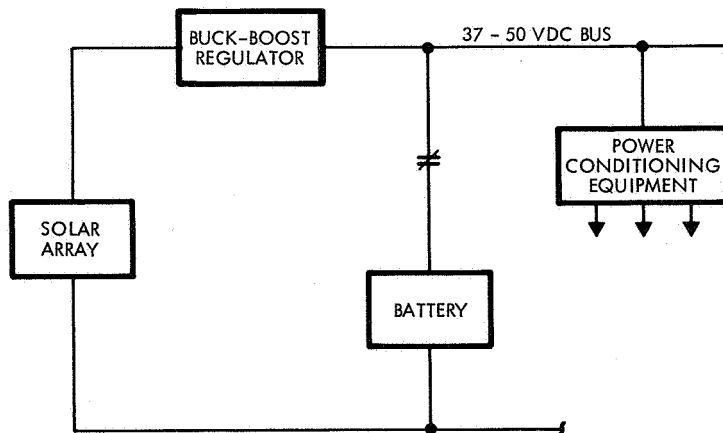 BUCK-BOOST
REGULATOR
37 - 50 VDC BUS
POWER
CONDITIONING
EQUIPMENT
SOLAR
ARRAY
BATTERY